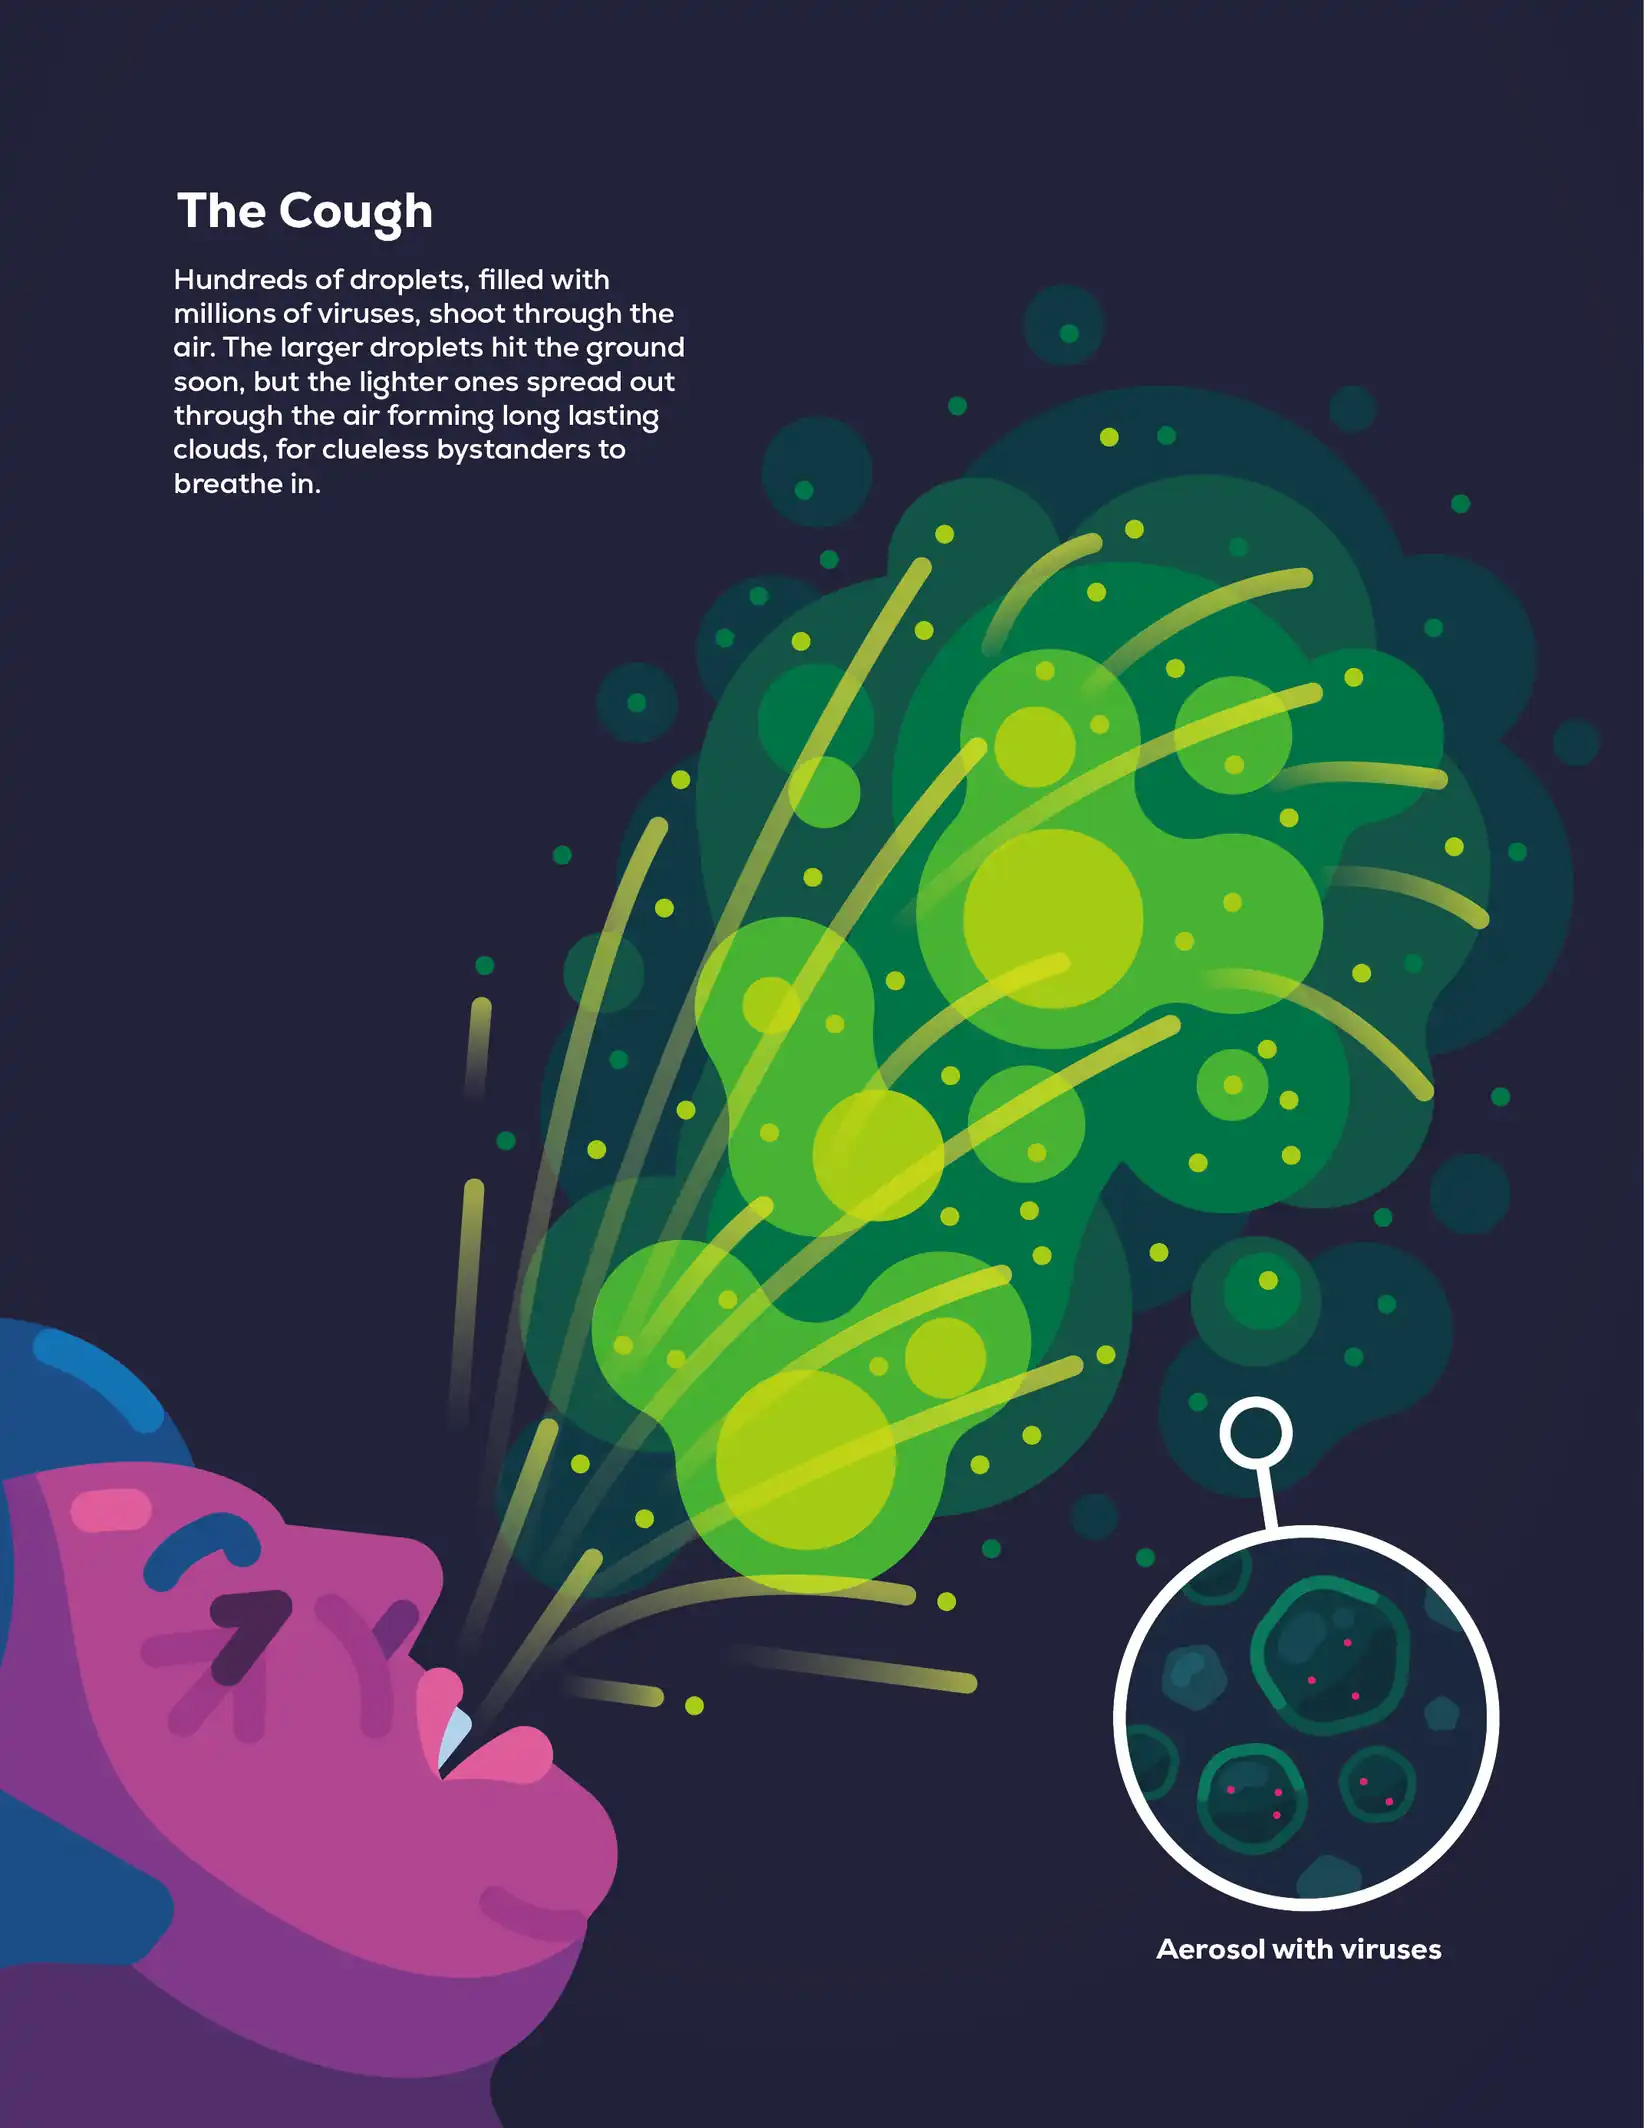 The Cough
Hundreds of droplets, filled with
millions of viruses, shoot through the
air. The larger droplets hit the ground
soon, but the lighter ones spread out
through the air forming long lasting
clouds, for clueless bystanders to
breathe in.
Aerosol with viruses